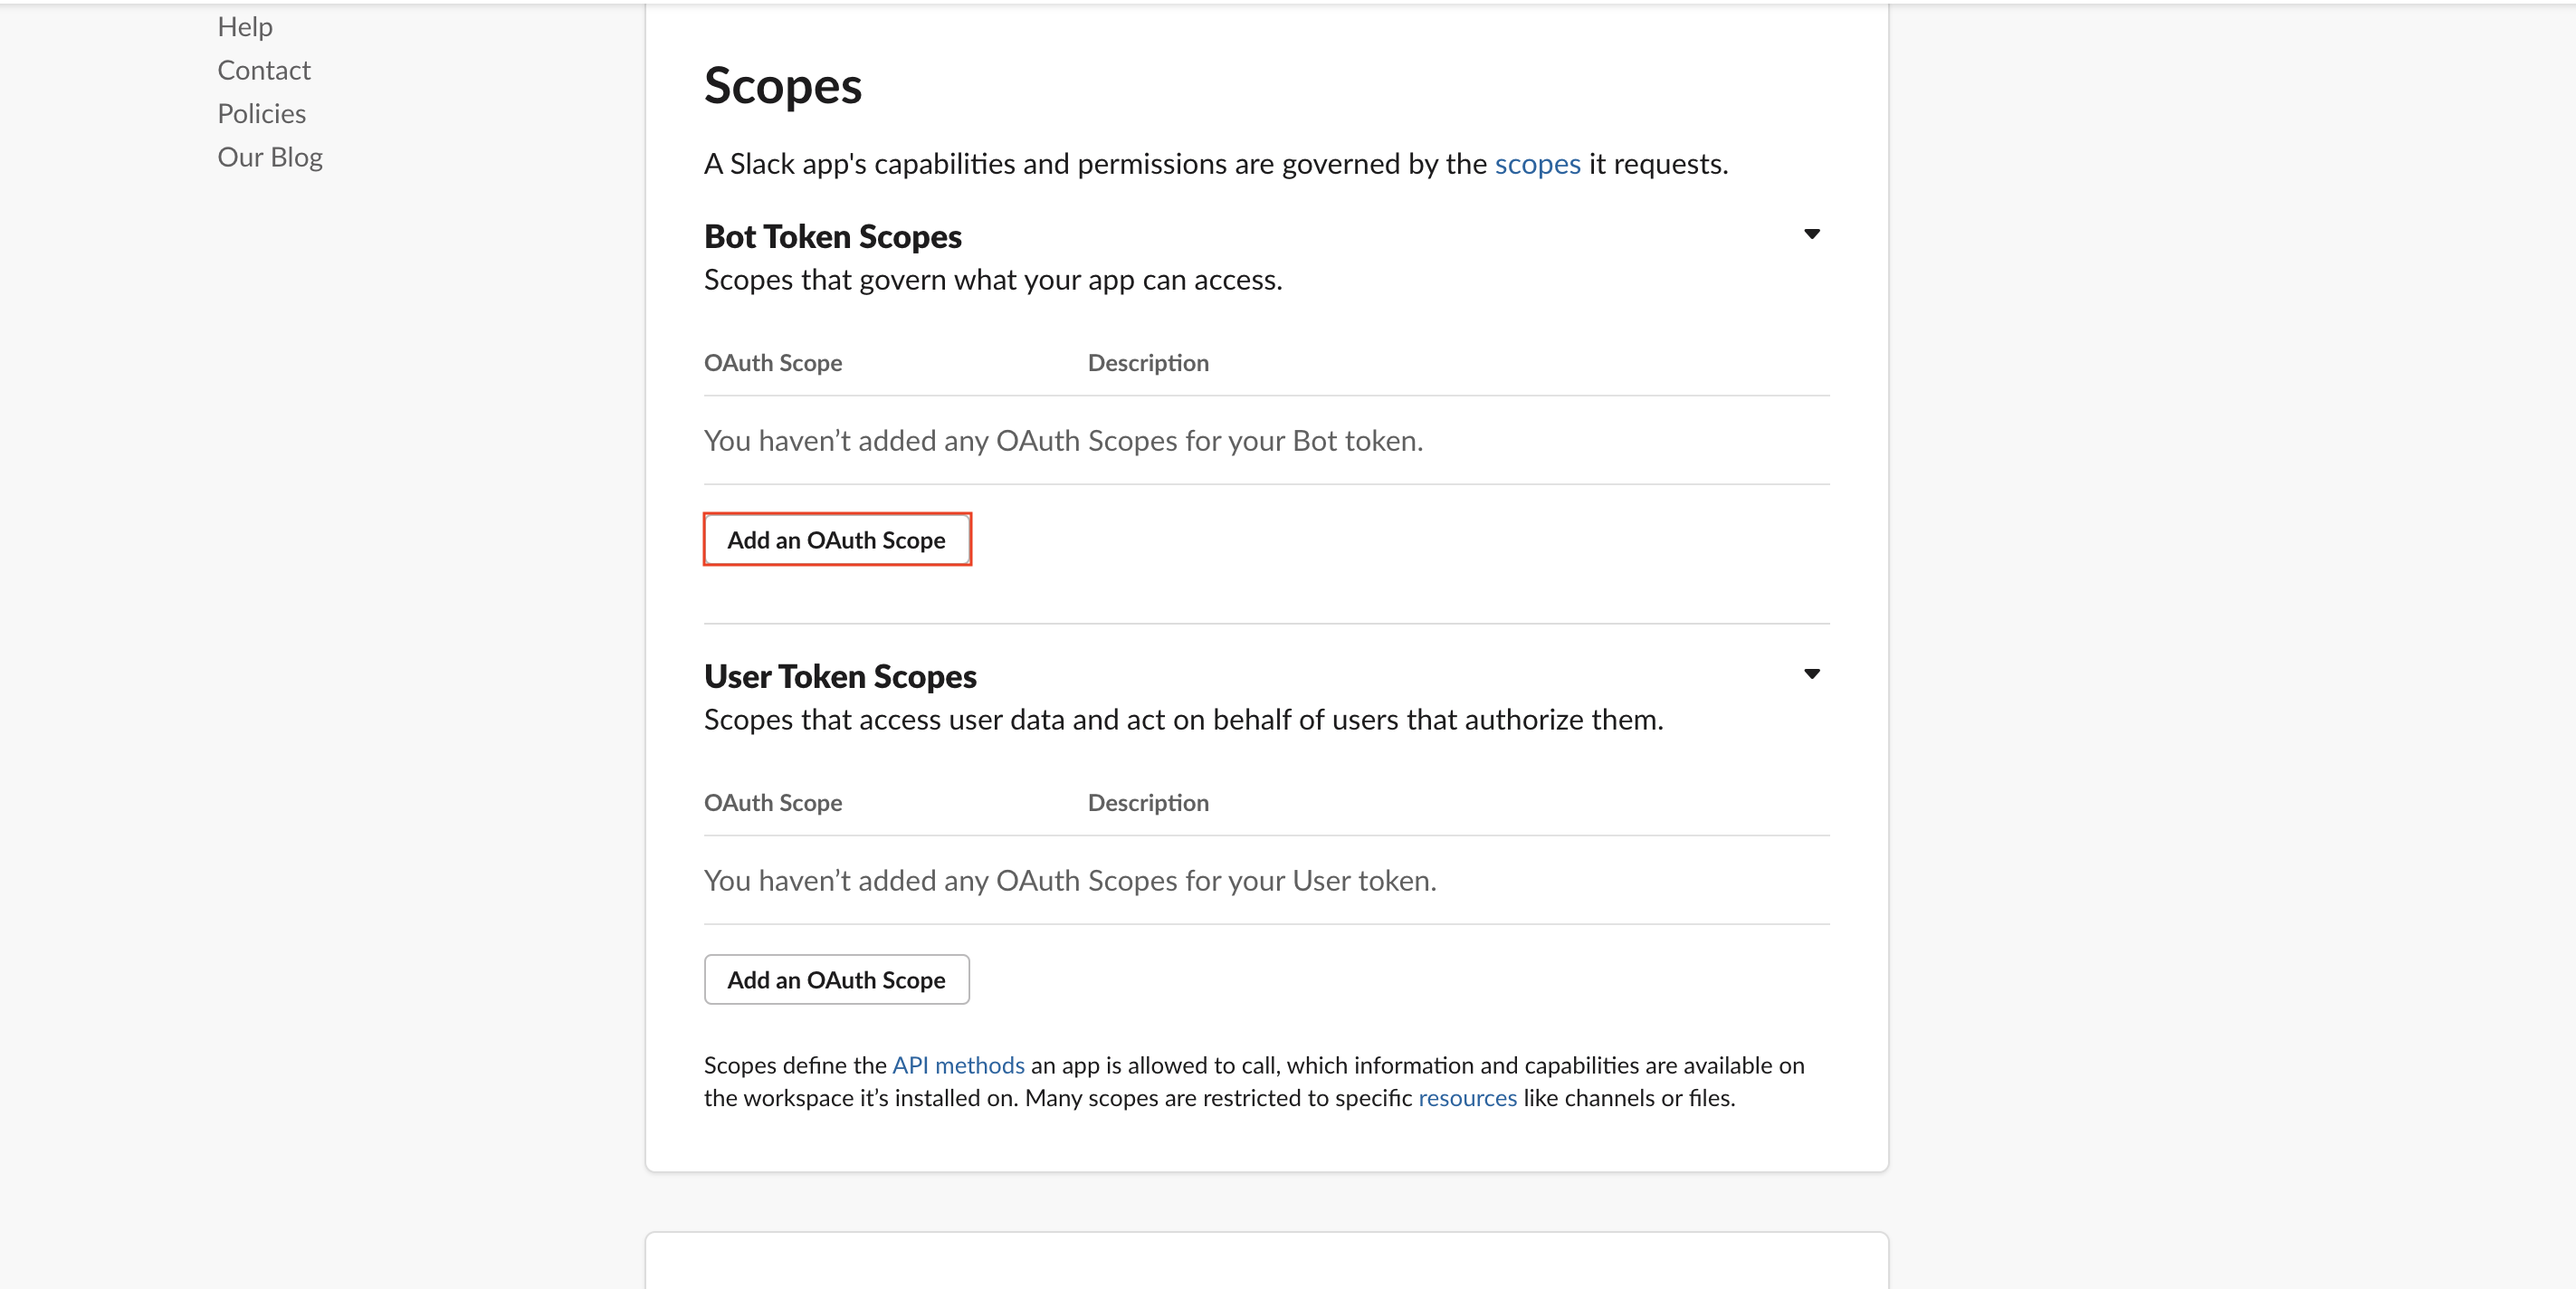 Help
Contact
Policies
Our Blog
Scopes
A Slack app's capabilities and permissions are governed by the scopes it requests.
Bot Token Scopes
Scopes that govern what your app can access.
OAuth Scope Description
You haven’t added any OAuth Scopes for your Bot token.
Add an OAuth Scope
User Token Scopes
Scopes that access user data and act on behalf of users that authorize them.
OAuth Scope Description
You haven’t added any OAuth Scopes for your User token.
Add an OAuth Scope
Scopes define the API methods an app is allowed to call, which information and capabilities are available on
the workspace it’s installed on. Many scopes are restricted to specific resources like channels or files.